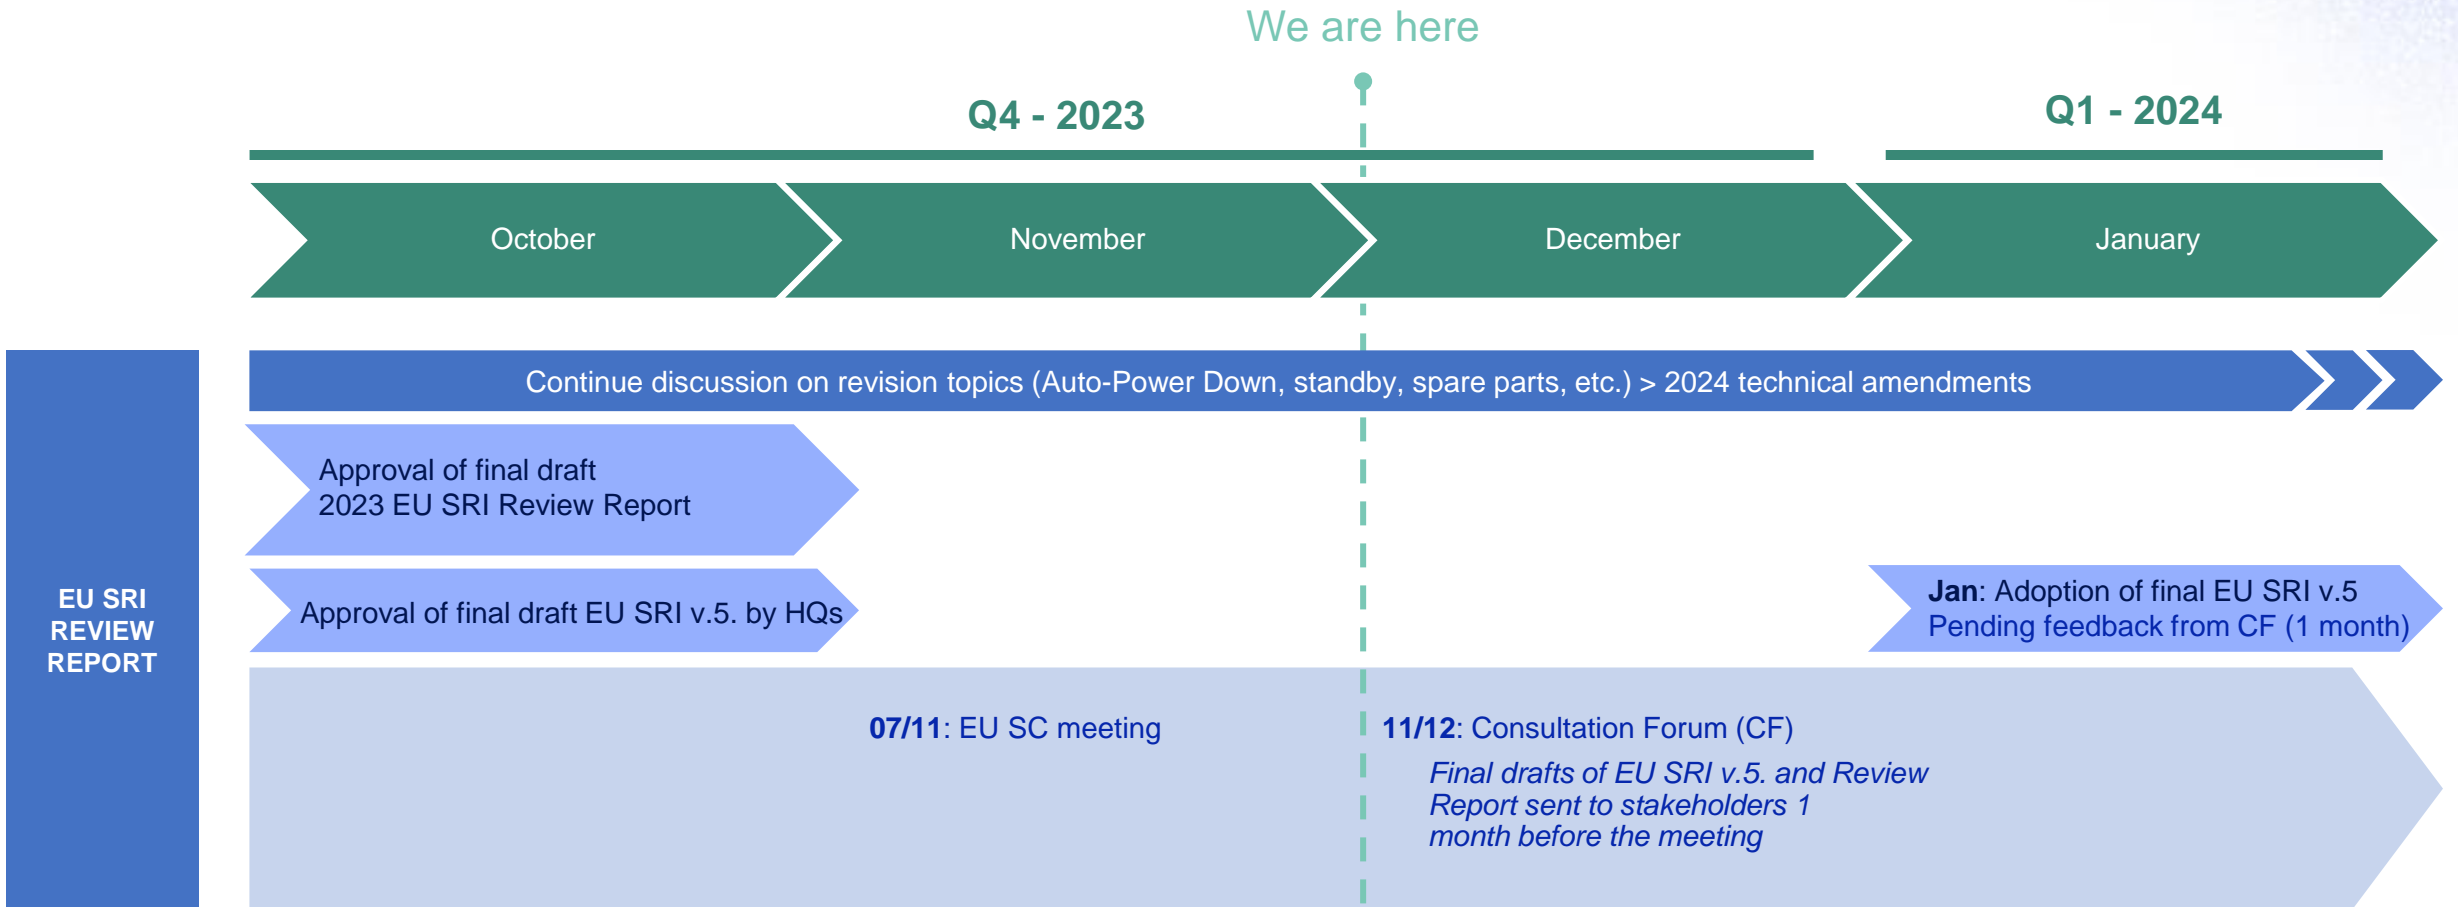 We are here
Q4 - 2023
Q1 - 2024
October
November
December
January
EU SRI
REVIEW
REPORT
Continue discussion on revision topics (Auto-Power Down, standby, spare parts, etc.) > 2024 technical amendments
Approval of final draft
2023 EU SRI Review Report
Approval of final draft EU SRI v.5. by HQs
Jan: Adoption of final EU SRI v.5
Pending feedback from CF (1 month)
07/11: EU SC meeting
11/12: Consultation Forum (CF)
Final drafts of EU SRI v.5. and Review
Report sent to stakeholders 1
month before the meeting